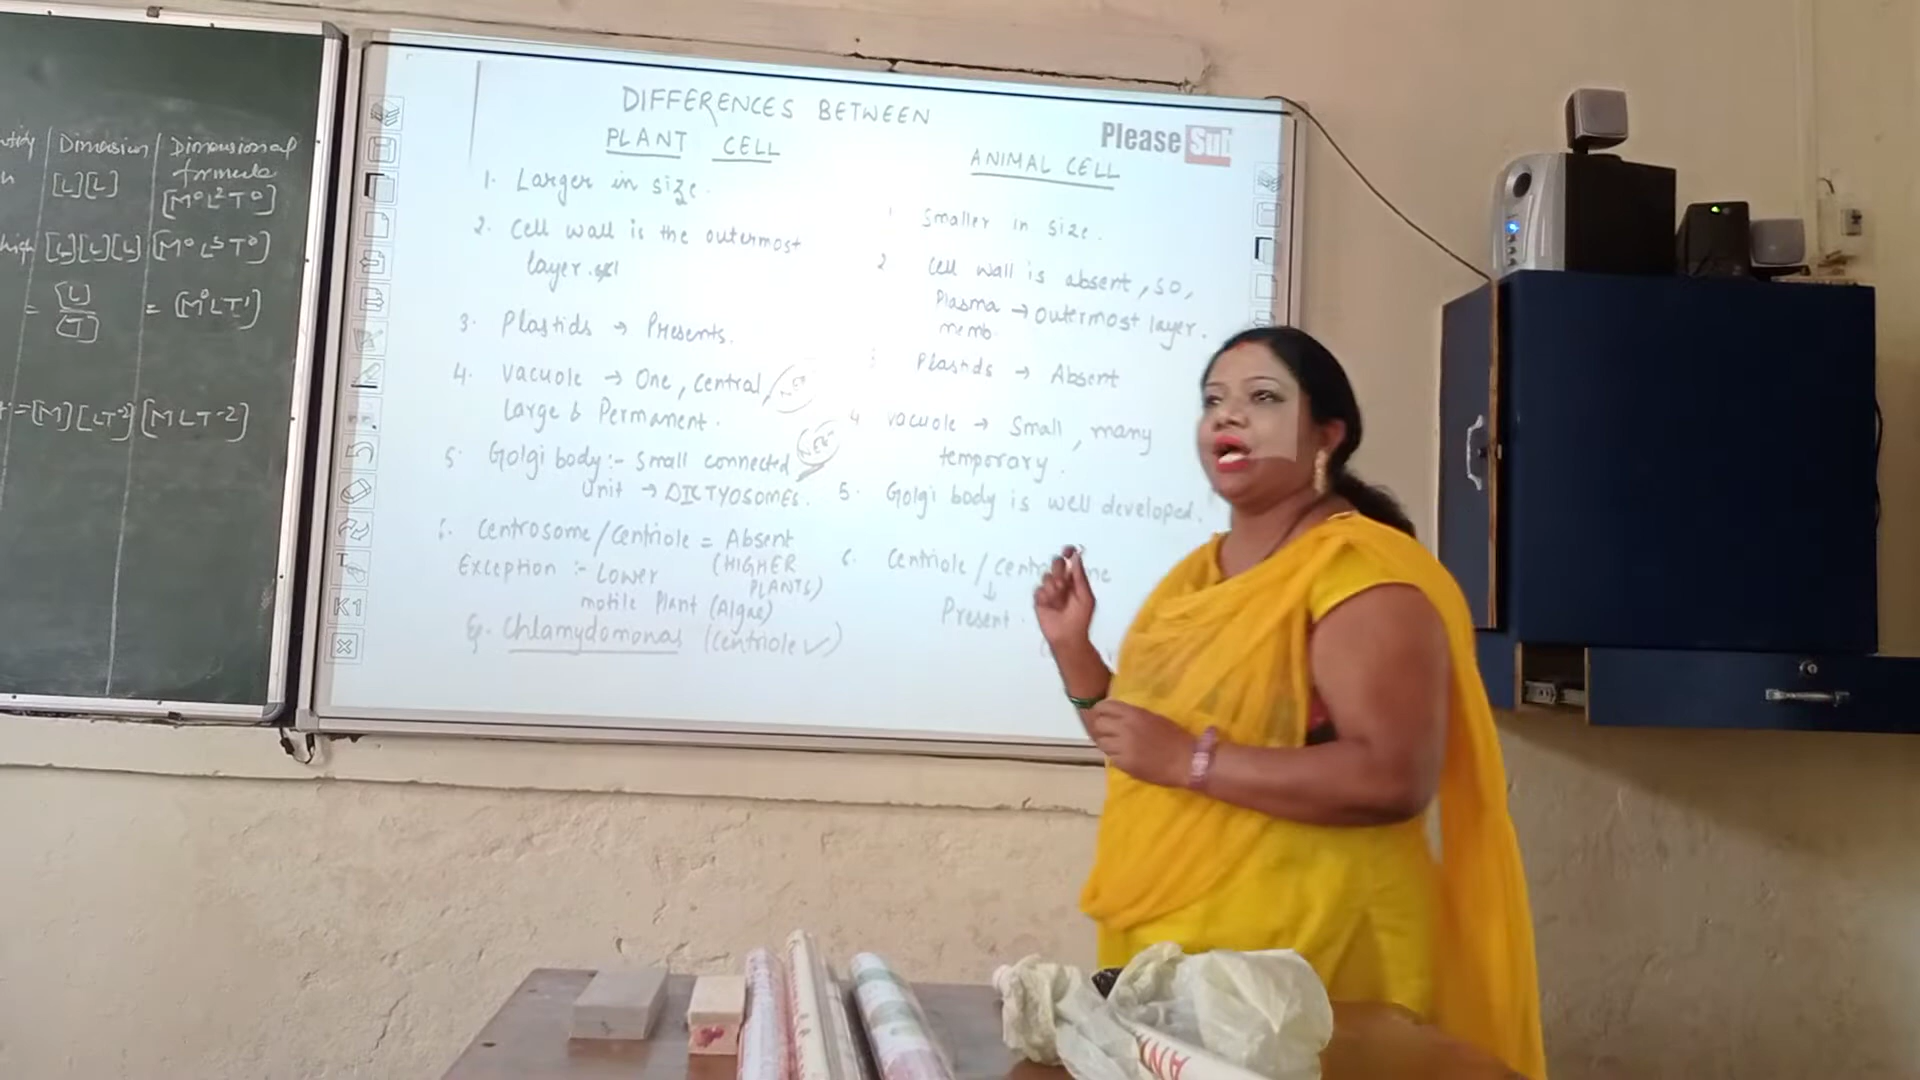 Dimension
Dimensional
formula
[L][L]
[M⁰L²T⁰]
[L][L][L]
[M⁰L³T⁰]
= [L]
[T]
= [M⁰LT¹]
=[M][LT-2]
[MLT-2]
DIFFERENCES BETWEEN
PLANT CELL
1. Larger in size.
2. Cell wall is the outermost
layer.
3. Plastids → Presents.
4. Vacuole → One, Central,
Large & Permanent.
5. Golgi body:- Small connected
Unit → DICTYOSOMES.
6. Centrosome/Centriole = Absent
(HIGHER
PLANTS)
Exception :- Lower
motile Plant (Algae)
Eg. Chlamydomonas (Centriole ✓)
Please Sub
ANIMAL CELL
1 Smaller in size.
2 Cell wall is absent, so,
Plasma → outermost layer.
memb.
Plastids → Absent
4 Vacuole → Small, many
temporary.
5. Golgi body is well developed.
6. Centriole/
Present.
K1